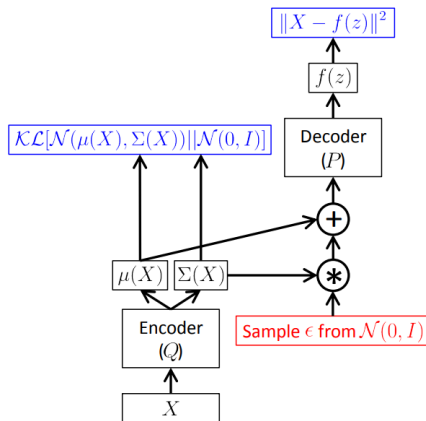 ‖X − f(z)‖²
f(z)
𝒦ℒ[𝒩(μ(X), Σ(X))||𝒩(0, I)]
Decoder
(P)
+
μ(X)
Σ(X)
*
Encoder
(Q)
Sample ϵ from 𝒩(0, I)
X